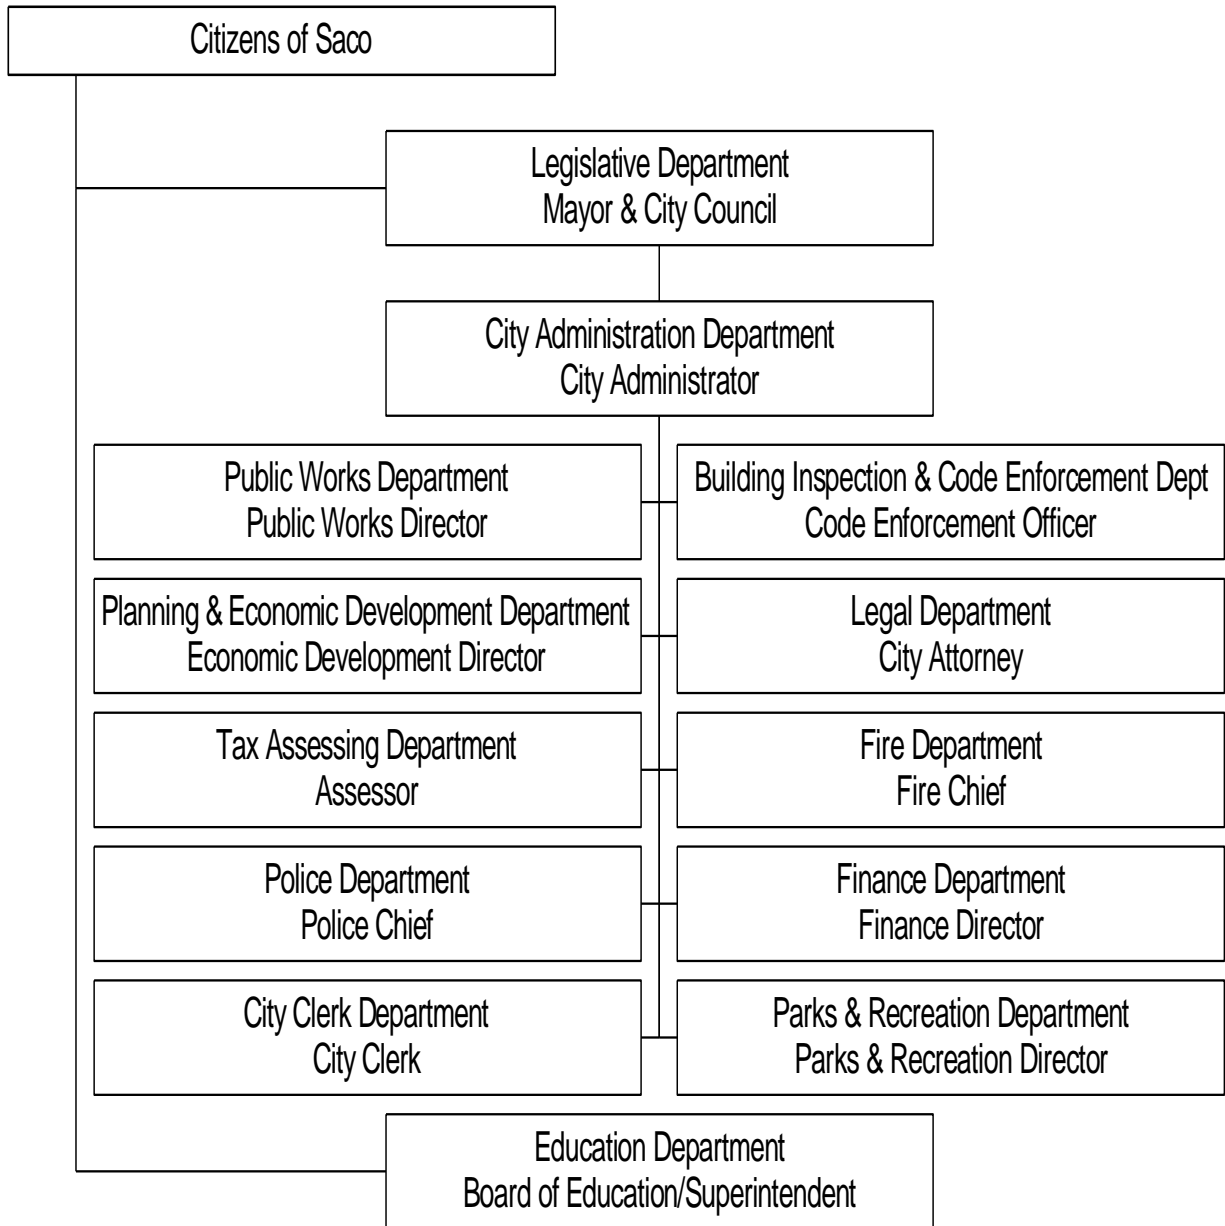 Citizens of Saco
Legislative Department
Mayor & City Council
City Administration Department
City Administrator
Public Works Department
Public Works Director
Building Inspection & Code Enforcement Dept
Code Enforcement Officer
Planning & Economic Development Department
Economic Development Director
Legal Department
City Attorney
Tax Assessing Department
Assessor
Fire Department
Fire Chief
Police Department
Police Chief
Finance Department
Finance Director
City Clerk Department
City Clerk
Parks & Recreation Department
Parks & Recreation Director
Education Department
Board of Education/Superintendent